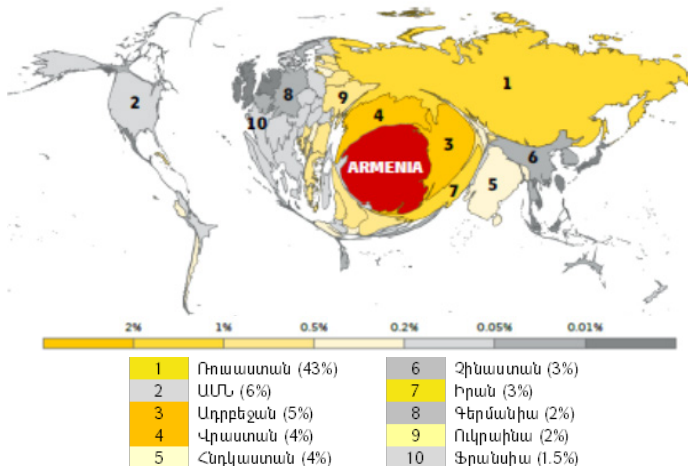 1
2
8
9
10
4
3
ARMENIA
6
5
7
2%
1%
0.5%
0.2%
0.05%
0.01%
1 Ռուսաստան (43%)
2 ԱՄՆ (6%)
3 Ադրբեջան (5%)
4 Վրաստան (4%)
5 Հնդկաստան (4%)
6 Չինաստան (3%)
7 Իրան (3%)
8 Գերմանիա (2%)
9 Ուկրաինա (2%)
10 Ֆրանսիա (1.5%)